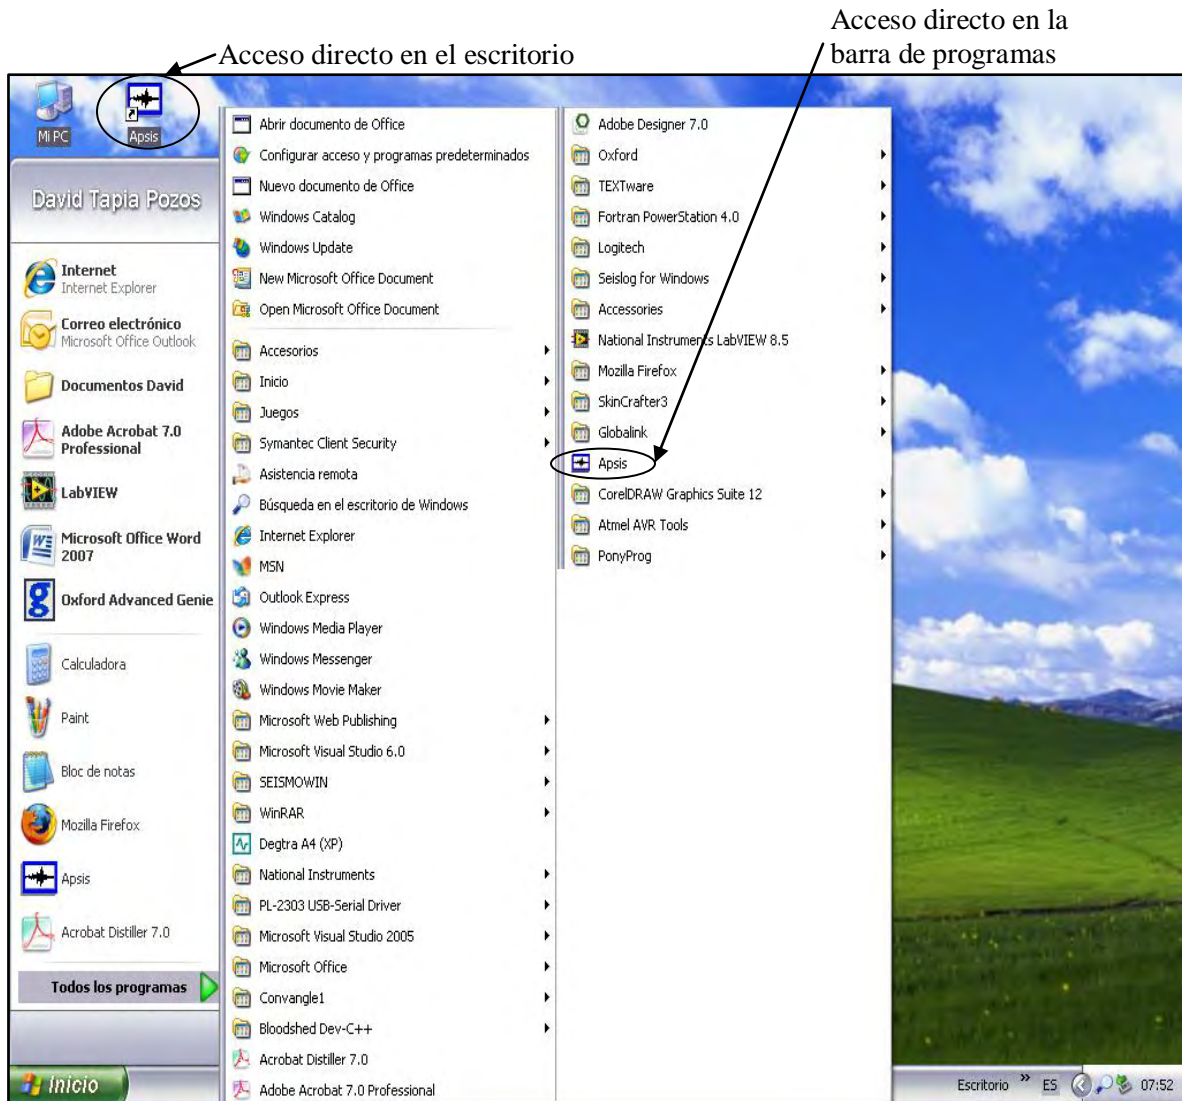 Acceso directo en la
barra de programas
Acceso directo en el escritorio
Mi PC
Apsis
David Tapia Pozos
Internet
Internet Explorer
Correo electrónico
Microsoft Office Outlook
Documentos David
Adobe Acrobat 7.0
Professional
LabVIEW
Microsoft Office Word
2007
Oxford Advanced Genie
Calculadora
Paint
Bloc de notas
Mozilla Firefox
Apsis
Acrobat Distiller 7.0
Todos los programas
Inicio
Abrir documento de Office
Configurar acceso y programas predeterminados
Nuevo documento de Office
Windows Catalog
Windows Update
New Microsoft Office Document
Open Microsoft Office Document
Accesorios
Inicio
Juegos
Symantec Client Security
Asistencia remota
Búsqueda en el escritorio de Windows
Internet Explorer
MSN
Outlook Express
Windows Media Player
Windows Messenger
Windows Movie Maker
Microsoft Web Publishing
Microsoft Visual Studio 6.0
SEISMOWIN
WinRAR
Degtra A4 (XP)
National Instruments
PL-2303 USB-Serial Driver
Microsoft Visual Studio 2005
Microsoft Office
Convangle1
Bloodshed Dev-C++
Acrobat Distiller 7.0
Adobe Acrobat 7.0 Professional
Adobe Designer 7.0
Oxford
TEXTware
Fortran PowerStation 4.0
Logitech
Seislog for Windows
Accessories
National Instruments LabVIEW 8.5
Mozilla Firefox
SkinCrafter3
Globalink
Apsis
CorelDRAW Graphics Suite 12
Atmel AVR Tools
PonyProg
Escritorio » ES 07:52